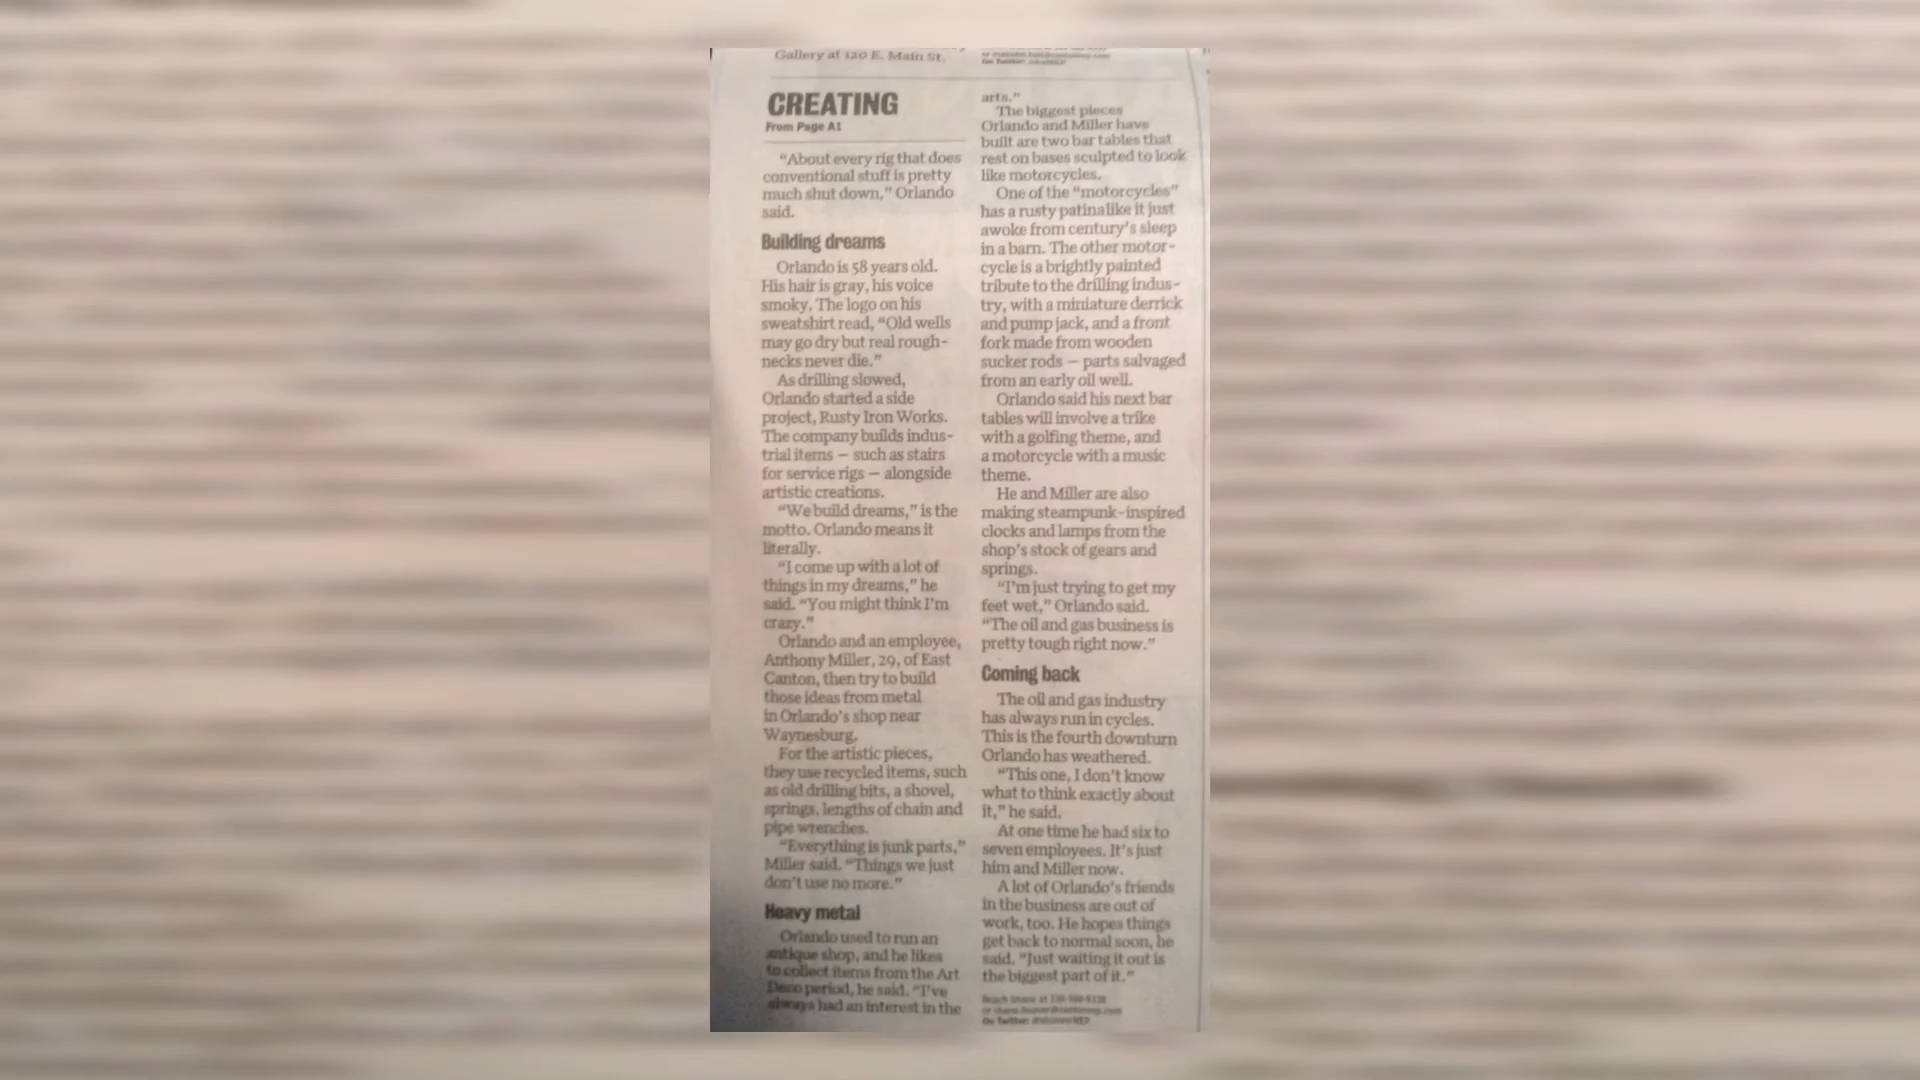 Gallery at 120 E. Main St.
CREATING
From Page A1
“About every rig that does
conventional stuff is pretty
much shut down,” Orlando
said.
Building dreams
Orlando is 58 years old.
His hair is gray, his voice
smoky. The logo on his
sweatshirt read, “Old wells
may go dry but real rough-
necks never die.”
As drilling slowed,
Orlando started a side
project, Rusty Iron Works.
The company builds indus-
trial items — such as stairs
for service rigs — alongside
artistic creations.
“We build dreams,” is the
motto. Orlando means it
literally.
“I come up with a lot of
things in my dreams,” he
said. “You might think I’m
crazy.”
Orlando and an employee,
Anthony Miller, 29, of East
Canton, then try to build
those ideas from metal
in Orlando’s shop near
Waynesburg.
For the artistic pieces,
they use recycled items, such
as old drilling bits, a shovel,
springs, lengths of chain and
pipe wrenches.
“Everything is junk parts,”
Miller said. “Things we just
don’t use no more.”
Heavy metal
Orlando used to run an
antique shop, and he likes
to collect items from the Art
Deco period, he said. “I’ve
always had an interest in the
On Twitter:
arts.”
The biggest pieces
Orlando and Miller have
built are two bar tables that
rest on bases sculpted to look
like motorcycles.
One of the “motorcycles”
has a rusty patina like it just
awoke from century’s sleep
in a barn. The other motor-
cycle is a brightly painted
tribute to the drilling indus-
try, with a miniature derrick
and pump jack, and a front
fork made from wooden
sucker rods — parts salvaged
from an early oil well.
Orlando said his next bar
tables will involve a trike
with a golfing theme, and
a motorcycle with a music
theme.
He and Miller are also
making steampunk-inspired
clocks and lamps from the
shop’s stock of gears and
springs.
“I’m just trying to get my
feet wet,” Orlando said.
“The oil and gas business is
pretty tough right now.”
Coming back
The oil and gas industry
has always run in cycles.
This is the fourth downturn
Orlando has weathered.
“This one, I don’t know
what to think exactly about
it,” he said.
At one time he had six to
seven employees. It’s just
him and Miller now.
A lot of Orlando’s friends
in the business are out of
work, too. He hopes things
get back to normal soon, he
said. “Just waiting it out is
the biggest part of it.”
Reach Shane at
or
On Twitter: